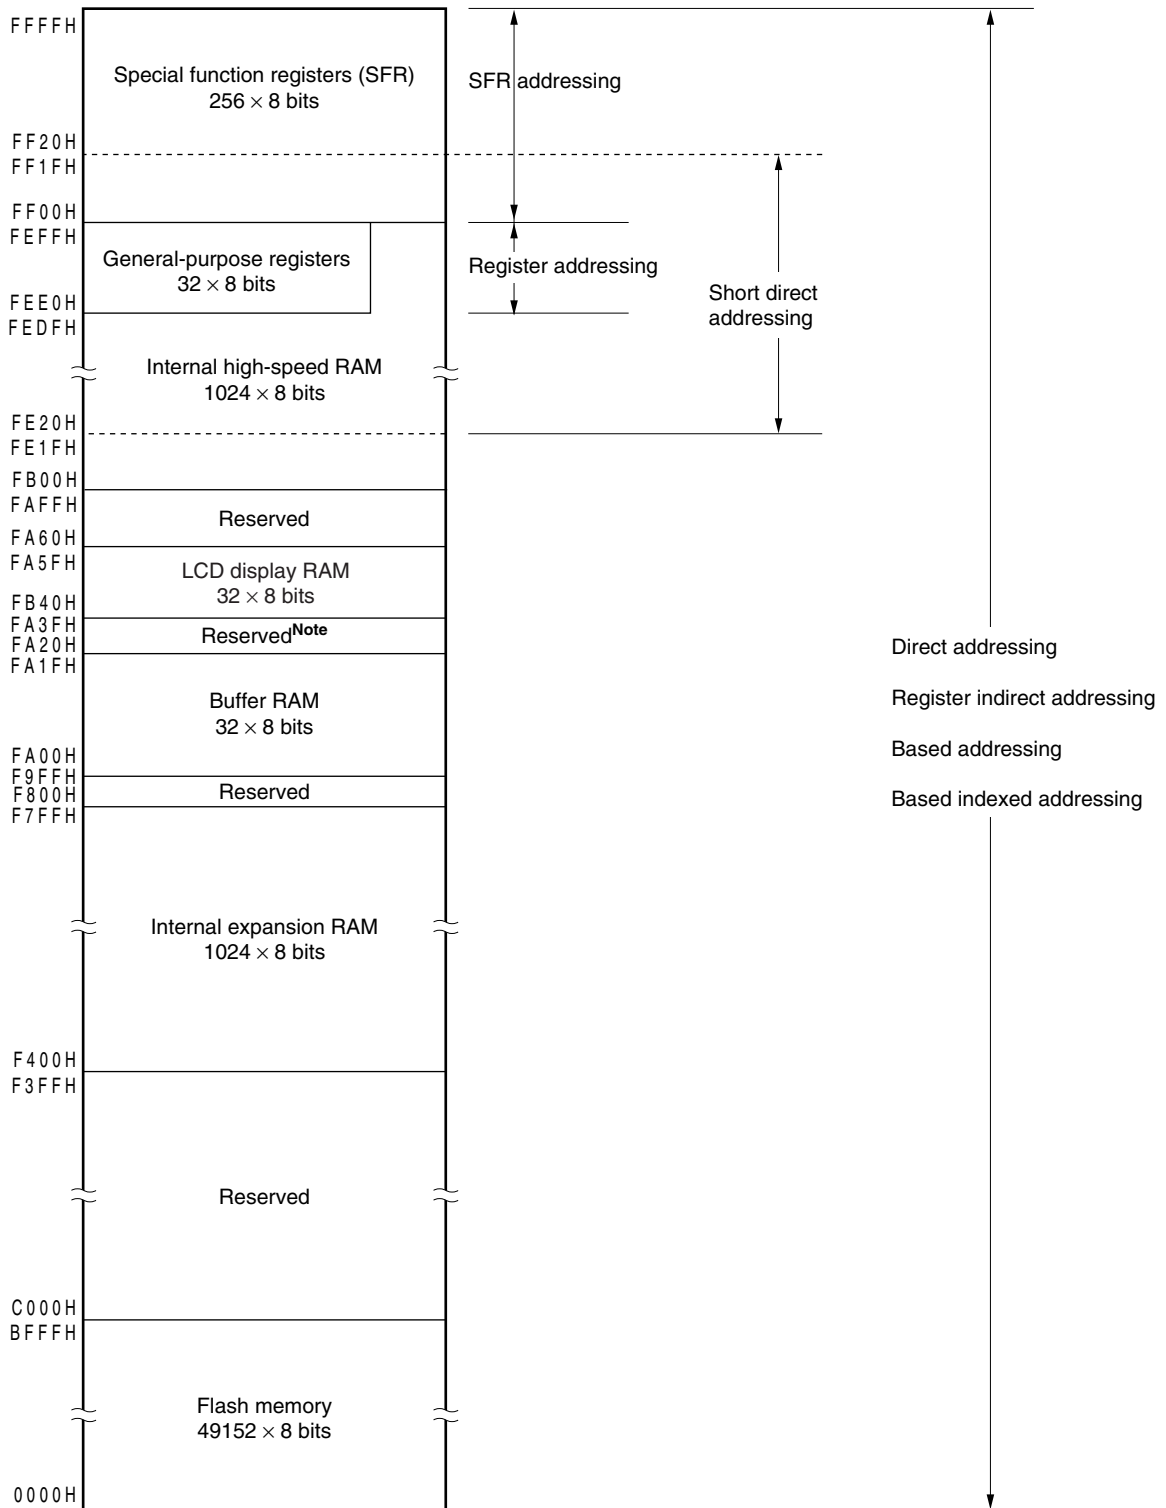 FFFFH
Special function registers (SFR)
256 × 8 bits
SFR addressing
FF20H
FF1FH
FF00H
FEFFH
General-purpose registers
32 × 8 bits
Register addressing
FEE0H
FEDFH
Short direct
addressing
Internal high-speed RAM
1024 × 8 bits
FE20H
FE1FH
FB00H
FAFFH
Reserved
FA60H
FA5FH
LCD display RAM
32 × 8 bits
FB40H
FA3FH
ReservedNote
FA20H
FA1FH
Direct addressing
Register indirect addressing
Based addressing
Based indexed addressing
Buffer RAM
32 × 8 bits
FA00H
F9FFH
Reserved
F800H
F7FFH
Internal expansion RAM
1024 × 8 bits
F400H
F3FFH
Reserved
C000H
BFFFH
Flash memory
49152 × 8 bits
0000H